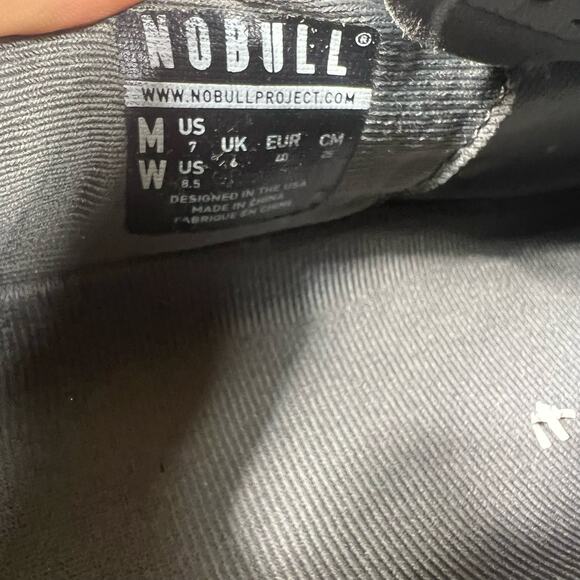 NOBULL®
WWW.NOBULLPROJECT.COM
M US 7 UK 6 EUR 40 CM 25
W US 8.5
DESIGNED IN THE USA
MADE IN CHINA
FABRIQUE EN CHINE